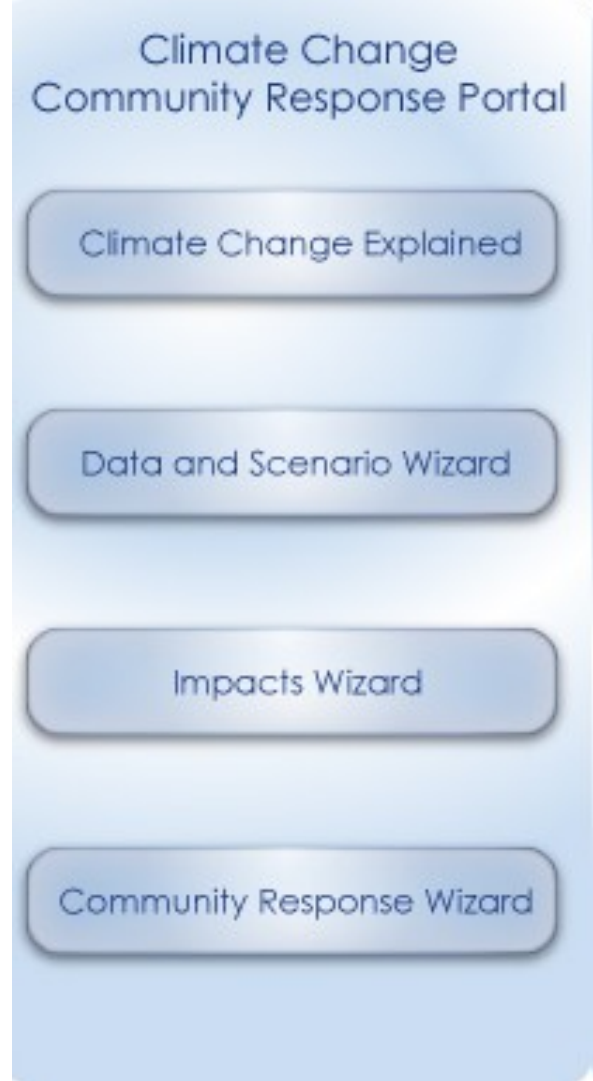 Climate Change
Community Response Portal
Climate Change Explained
Data and Scenario Wizard
Impacts Wizard
Community Response Wizard